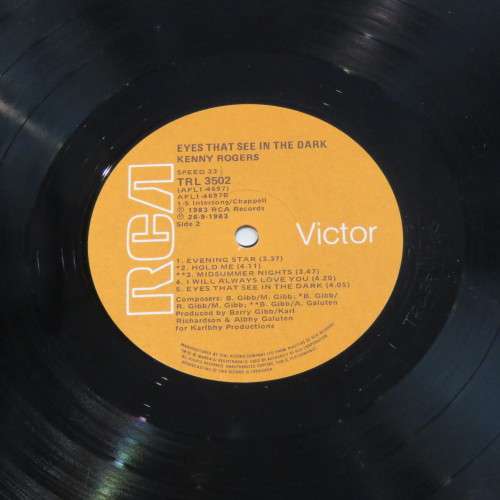 EYES THAT SEE IN THE DARK
KENNY ROGERS
SPEED 33
TRL 3502
(AFL1-4697)
AFL1-4697B
1-5 Intersong/Chappell
℗ 1983 RCA Records
℗ 26-9-1983
Side 2
RCA
Victor
1. EVENING STAR (3.37)
*2. HOLD ME (4.11)
**3. MIDSUMMER NIGHTS (3.47)
4. I WILL ALWAYS LOVE YOU (4.20)
5. EYES THAT SEE IN THE DARK (4.05)
Composers: B. Gibb/M. Gibb; *B. Gibb/
R. Gibb/M. Gibb; **B. Gibb/A. Galuten
Produced by Barry Gibb/Karl
Richardson & Albhy Galuten
for Karlbhy Productions